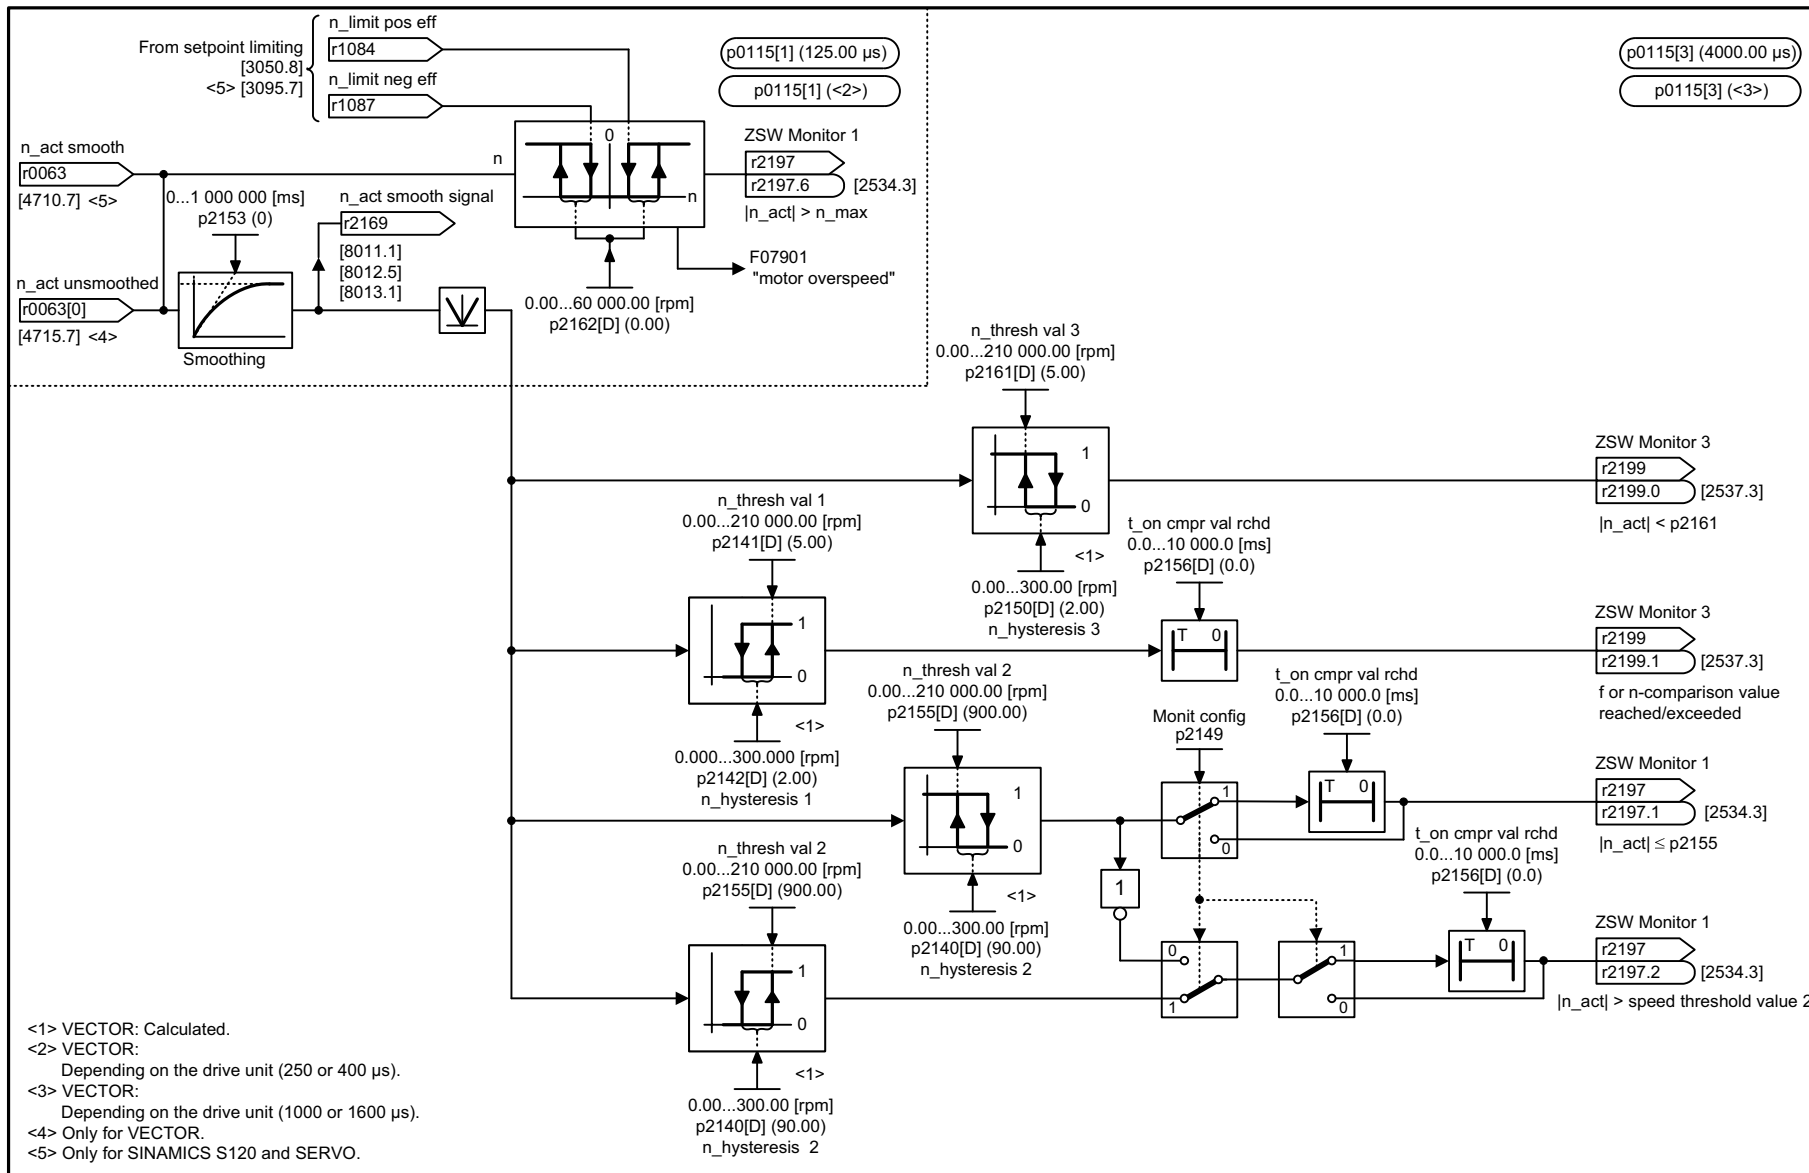 n_limit pos eff
From setpoint limiting
[3050.8]
<5> [3095.7]
r1084
n_limit neg eff
r1087
p0115[1] (125.00 µs)
p0115[1] (<2>)
p0115[3] (4000.00 µs)
p0115[3] (<3>)
n_act smooth
r0063
[4710.7] <5>
n
0
n
ZSW Monitor 1
r2197
r2197.6 [2534.3]
|n_act| > n_max
0...1 000 000 [ms]
p2153 (0)
n_act smooth signal
r2169
[8011.1]
[8012.5]
[8013.1]
F07901
"motor overspeed"
n_act unsmoothed
r0063[0]
[4715.7] <4>
Smoothing
0.00...60 000.00 [rpm]
p2162[D] (0.00)
n_thresh val 3
0.00...210 000.00 [rpm]
p2161[D] (5.00)
1
0
<1>
0.00...300.00 [rpm]
p2150[D] (2.00)
n_hysteresis 3
ZSW Monitor 3
r2199
r2199.0 [2537.3]
|n_act| < p2161
n_thresh val 1
0.00...210 000.00 [rpm]
p2141[D] (5.00)
1
0
<1>
0.000...300.000 [rpm]
p2142[D] (2.00)
n_hysteresis 1
t_on cmpr val rchd
0.0...10 000.0 [ms]
p2156[D] (0.0)
T 0
ZSW Monitor 3
r2199
r2199.1 [2537.3]
f or n-comparison value
reached/exceeded
n_thresh val 2
0.00...210 000.00 [rpm]
p2155[D] (900.00)
1
0
<1>
0.00...300.00 [rpm]
p2140[D] (90.00)
n_hysteresis 2
Monit config
p2149
1
0
t_on cmpr val rchd
0.0...10 000.0 [ms]
p2156[D] (0.0)
T 0
ZSW Monitor 1
r2197
r2197.1 [2534.3]
|n_act| ≤ p2155
n_thresh val 2
0.00...210 000.00 [rpm]
p2155[D] (900.00)
1
0
<1>
0.00...300.00 [rpm]
p2140[D] (90.00)
n_hysteresis 2
1
0
1
1
0
t_on cmpr val rchd
0.0...10 000.0 [ms]
p2156[D] (0.0)
T 0
ZSW Monitor 1
r2197
r2197.2 [2534.3]
|n_act| > speed threshold value 2
<1> VECTOR: Calculated.
<2> VECTOR:
Depending on the drive unit (250 or 400 µs).
<3> VECTOR:
Depending on the drive unit (1000 or 1600 µs).
<4> Only for VECTOR.
<5> Only for SINAMICS S120 and SERVO.